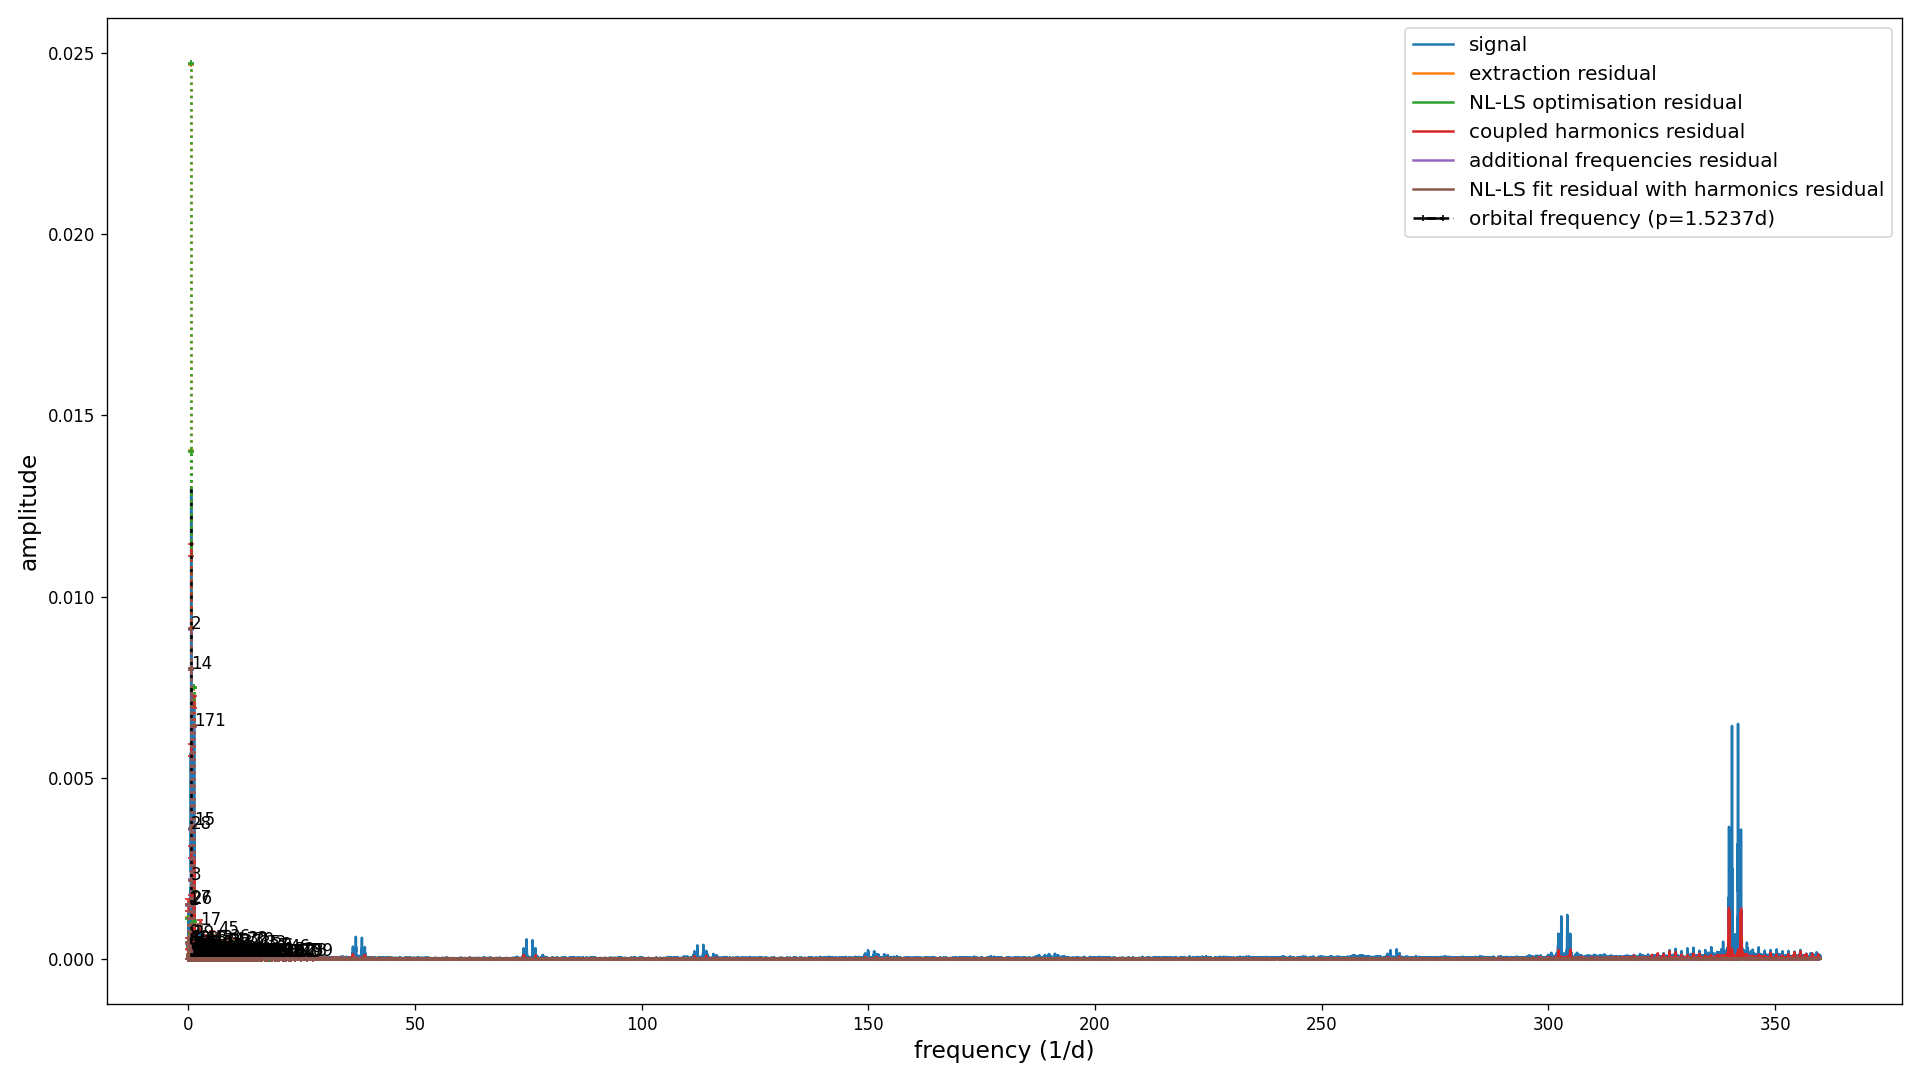 signal
extraction residual
NL-LS optimisation residual
coupled harmonics residual
additional frequencies residual
NL-LS fit residual with harmonics residual
orbital frequency (p=1.5237d)
amplitude
0.025
0.020
0.015
0.010
0.005
0.000
2
14
171
15
28
3
17
45
0
50
100
150
200
250
300
350
frequency (1/d)